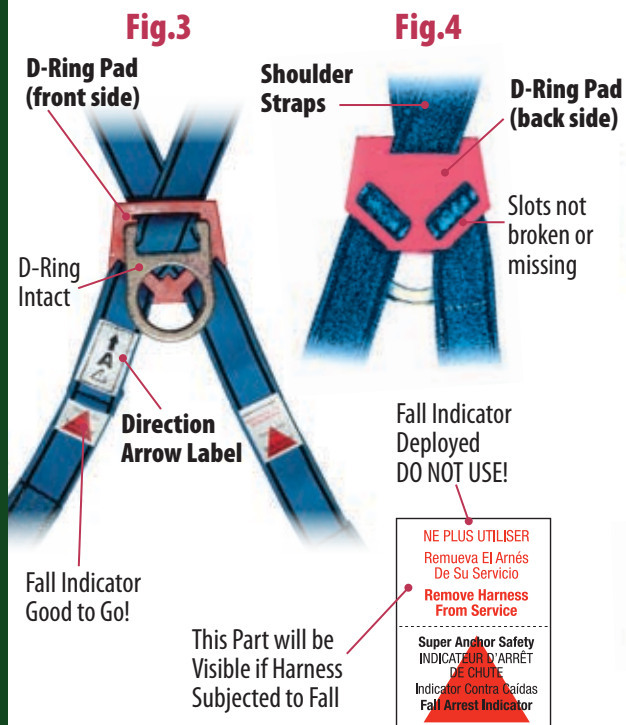 Fig.3
Fig.4
D-Ring Pad
(front side)
Shoulder
Straps
D-Ring Pad
(back side)
Slots not
broken or
missing
D-Ring
Intact
A
Direction
Arrow Label
Fall Indicator
Good to Go!
Fall Indicator
Deployed
DO NOT USE!
This Part will be
Visible if Harness
Subjected to Fall
NE PLUS UTILISER
Remueva El Arnés
De Su Servicio
Remove Harness
From Service
Super Anchor Safety
INDICATEUR D'ARRÊT
DE CHUTE
Indicator Contra Caídas
Fall Arrest Indicator